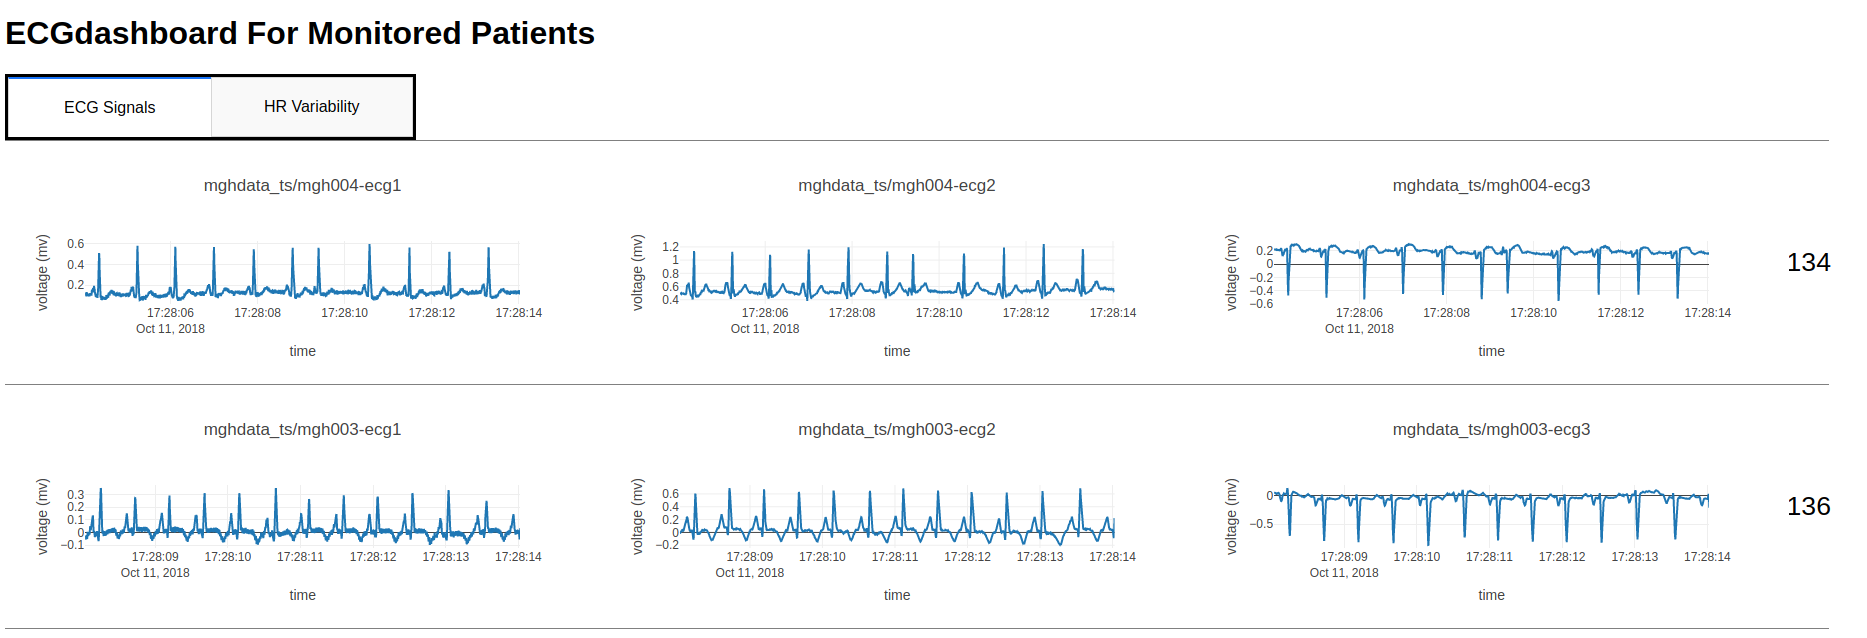 ECGdashboard For Monitored Patients
ECG Signals
HR Variability
mghdata_ts/mgh004-ecg1
voltage (mv)
0.6
0.4
0.2
17:28:06 17:28:08 17:28:10 17:28:12 17:28:14
Oct 11, 2018
time
mghdata_ts/mgh004-ecg2
voltage (mv)
1.2
1
0.8
0.6
0.4
17:28:06 17:28:08 17:28:10 17:28:12 17:28:14
Oct 11, 2018
time
mghdata_ts/mgh004-ecg3
voltage (mv)
0.2
0
−0.2
−0.4
−0.6
17:28:06 17:28:08 17:28:10 17:28:12 17:28:14
Oct 11, 2018
time
134
mghdata_ts/mgh003-ecg1
voltage (mv)
0.3
0.2
0.1
0
−0.1
17:28:09 17:28:10 17:28:11 17:28:12 17:28:13 17:28:14
Oct 11, 2018
time
mghdata_ts/mgh003-ecg2
voltage (mv)
0.6
0.4
0.2
0
−0.2
17:28:09 17:28:10 17:28:11 17:28:12 17:28:13 17:28:14
Oct 11, 2018
time
mghdata_ts/mgh003-ecg3
voltage (mv)
0
−0.5
17:28:09 17:28:10 17:28:11 17:28:12 17:28:13 17:28:14
Oct 11, 2018
time
136